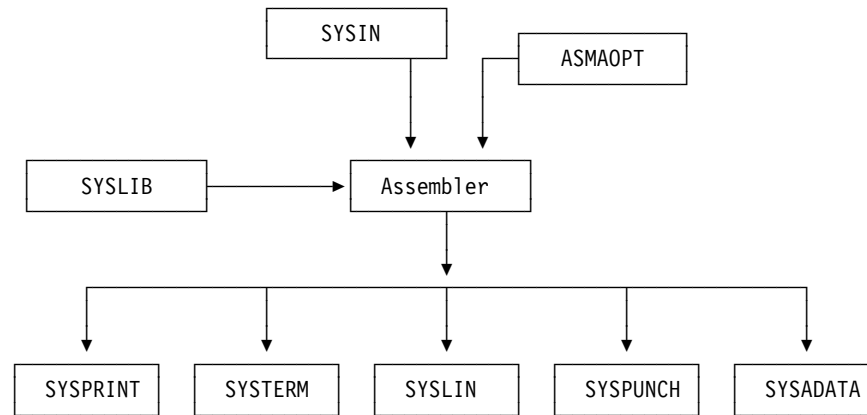 SYSIN
ASMAOPT
SYSLIB
Assembler
SYSPRINT
SYSTERM
SYSLIN
SYSPUNCH
SYSADATA